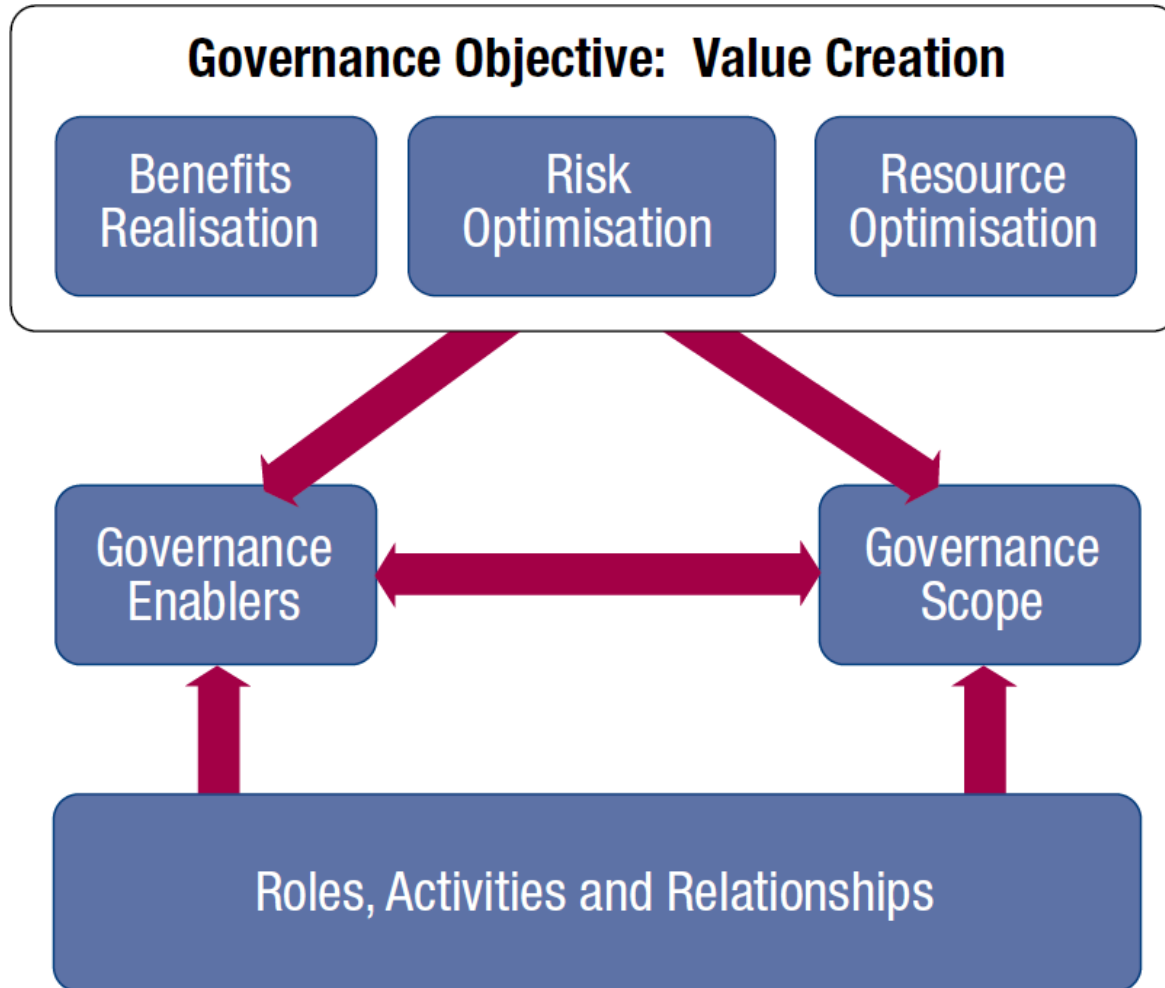 Governance Objective:  Value Creation
Benefits
Realisation
Risk
Optimisation
Resource
Optimisation
Governance
Enablers
Governance
Scope
Roles, Activities and Relationships